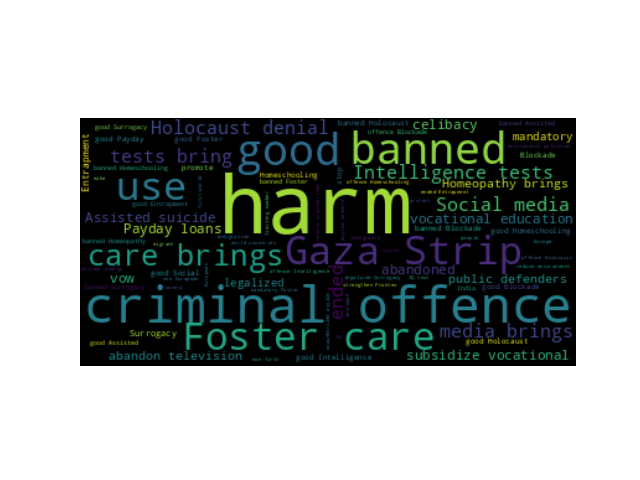 good Surrogacy Holocaust denial banned Holocaust celibacy banned Assisted
offence Blockade
good Payday good Foster good banned mandatory
Entrapment
tests bring Intelligence tests Blockade
banned Homeschooling promote Homeschooling
use harm banned Foster offence Homeschooling Homeopathy brings
good Entrapment Social media
Assisted suicide vocational education
Payday loans banned Blockade good Homeschooling
banned Homeopathy
migrant
care brings Gaza Strip Europe
vow good Social abandoned
legalized ended offence Intelligence public defenders
India good Blockade
criminal offence
Surrogacy Foster care media brings
good Assisted good Holocaust
abandon television good Intelligence subsidize vocational